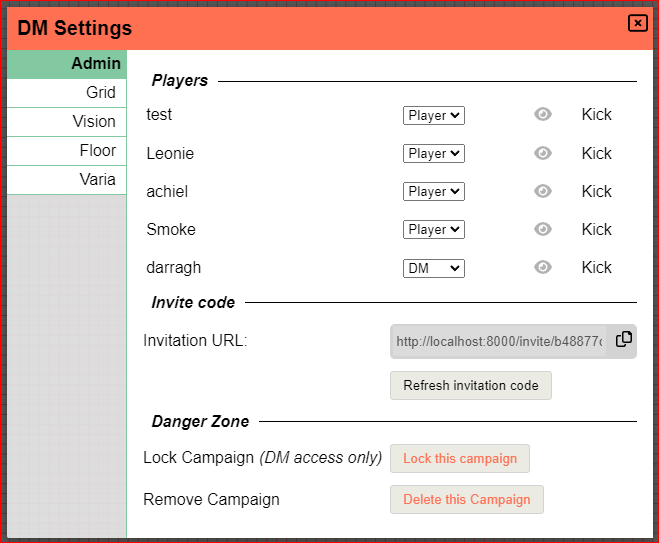 DM Settings
Admin
Grid
Vision
Floor
Varia
Players
test Player Kick
Leonie Player Kick
achiel Player Kick
Smoke Player Kick
darragh DM Kick
Invite code
Invitation URL: http://localhost:8000/invite/b48877c
Refresh invitation code
Danger Zone
Lock Campaign (DM access only) Lock this campaign
Remove Campaign Delete this Campaign